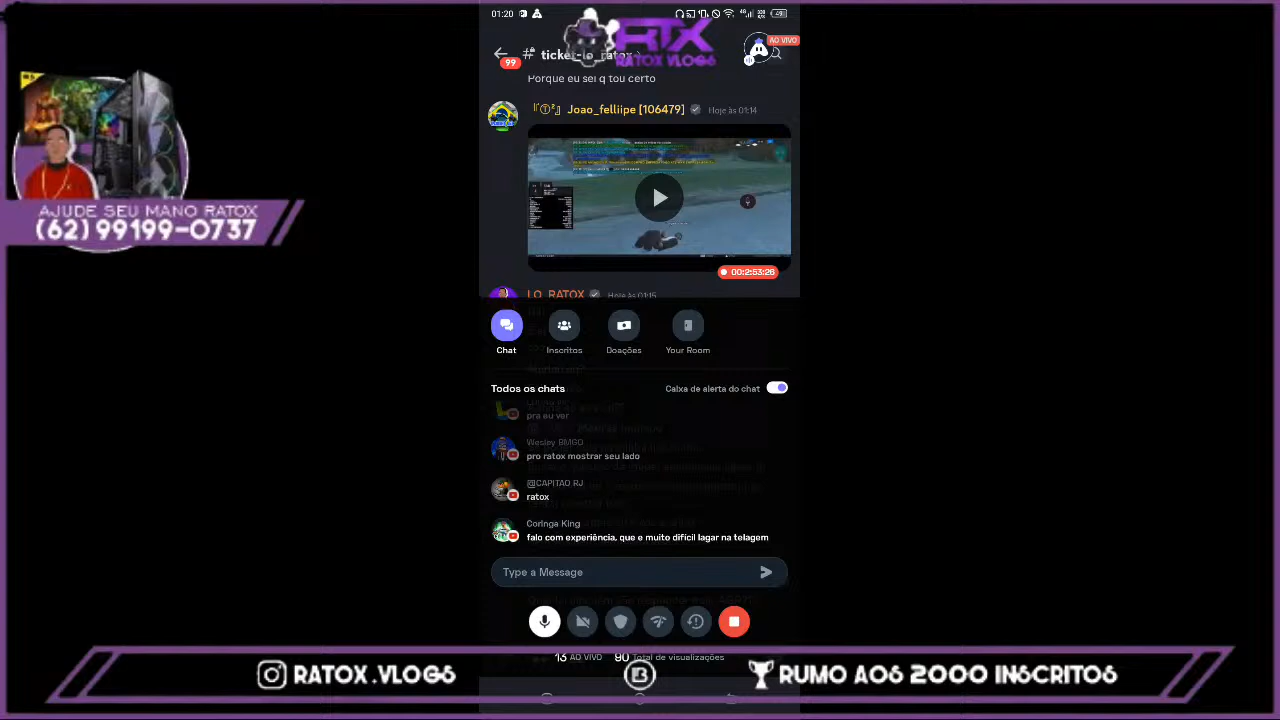 01:20
AO VIVO
RTX
RATOX VLOGS
99
# ticket-lo_ratox
Porque eu sei q tou certo
Joao_felliipe [106479] Hoje às 01:14
AJUDE SEU MANO RATOX
(62) 99199-0737
00:2:53:26
LO_RATOX Hoje às 01:15
Chat
Inscritos
Doações
Your Room
Todos os chats
Caixa de alerta do chat
pra eu ver
Wesley BMGO
pro ratox mostrar seu lado
@CAPITAO RJ
ratox
Coringa King
falo com experiência, que e muito difícil lagar na telagem
Type a Message
13 AO VIVO 90 Total de visualizações
RATOX.VLOGS
RUMO AOS 2000 INSCRITOS